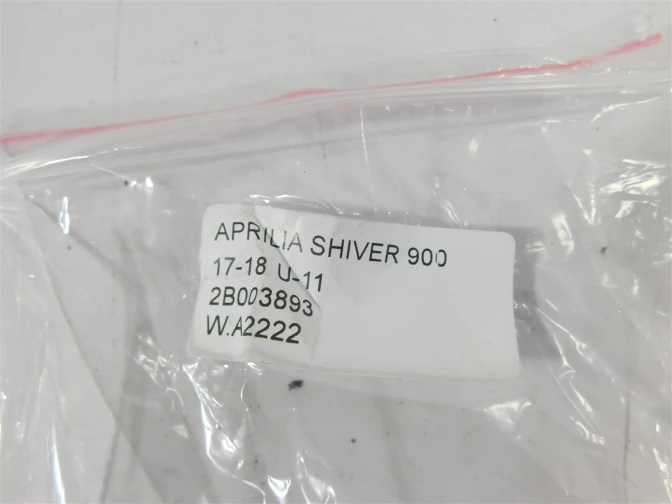 APRILIA SHIVER 900
17-18 U-11
2B003893
W.A2222